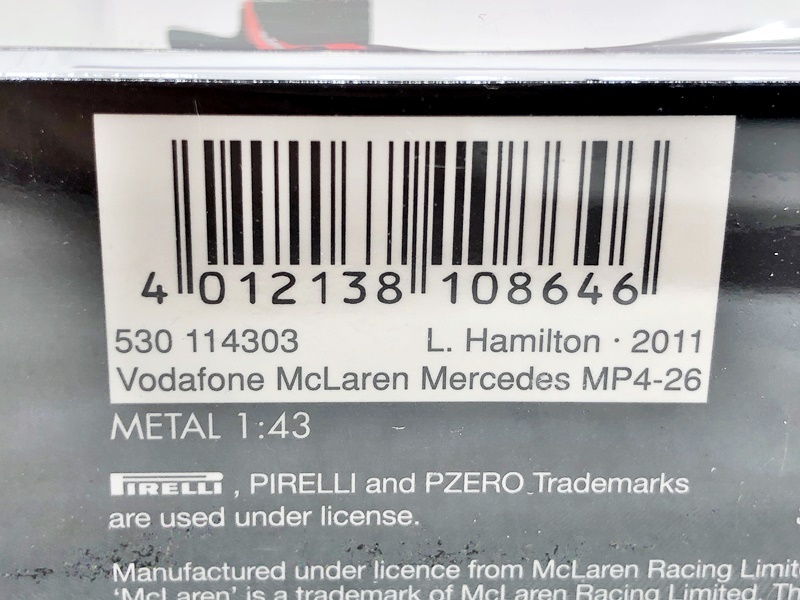 4 012138 108646
530 114303 L. Hamilton · 2011
Vodafone McLaren Mercedes MP4-26
METAL 1:43
PIRELLI , PIRELLI and PZERO Trademarks
are used under license.
Manufactured under licence from McLaren Racing
'McLaren' is a trademark of McLaren Racing Limited.